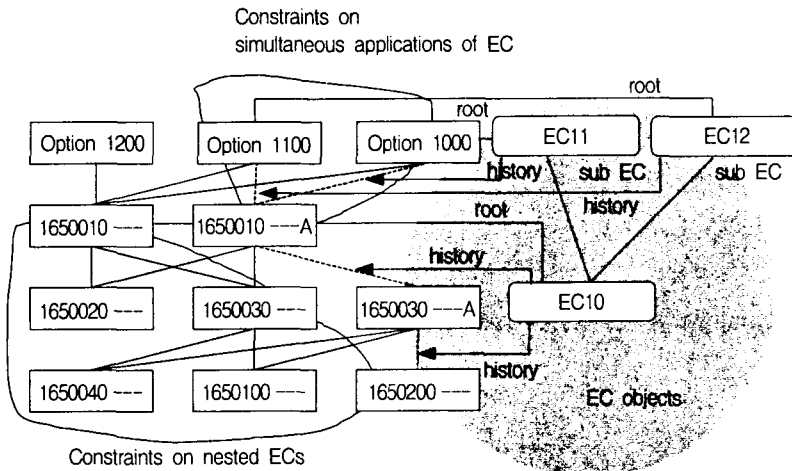 Constraints on
simultaneous applications of EC
root
root
Option 1200
Option 1100
Option 1000
EC11
EC12
history
sub EC
sub EC
history
1650010 ---
1650010 ---A
root
history
1650020 ---
1650030 ---
1650030 ---A
EC10
history
1650040 ---
1650100 ---
1650200 ---
EC objects
Constraints on nested ECs